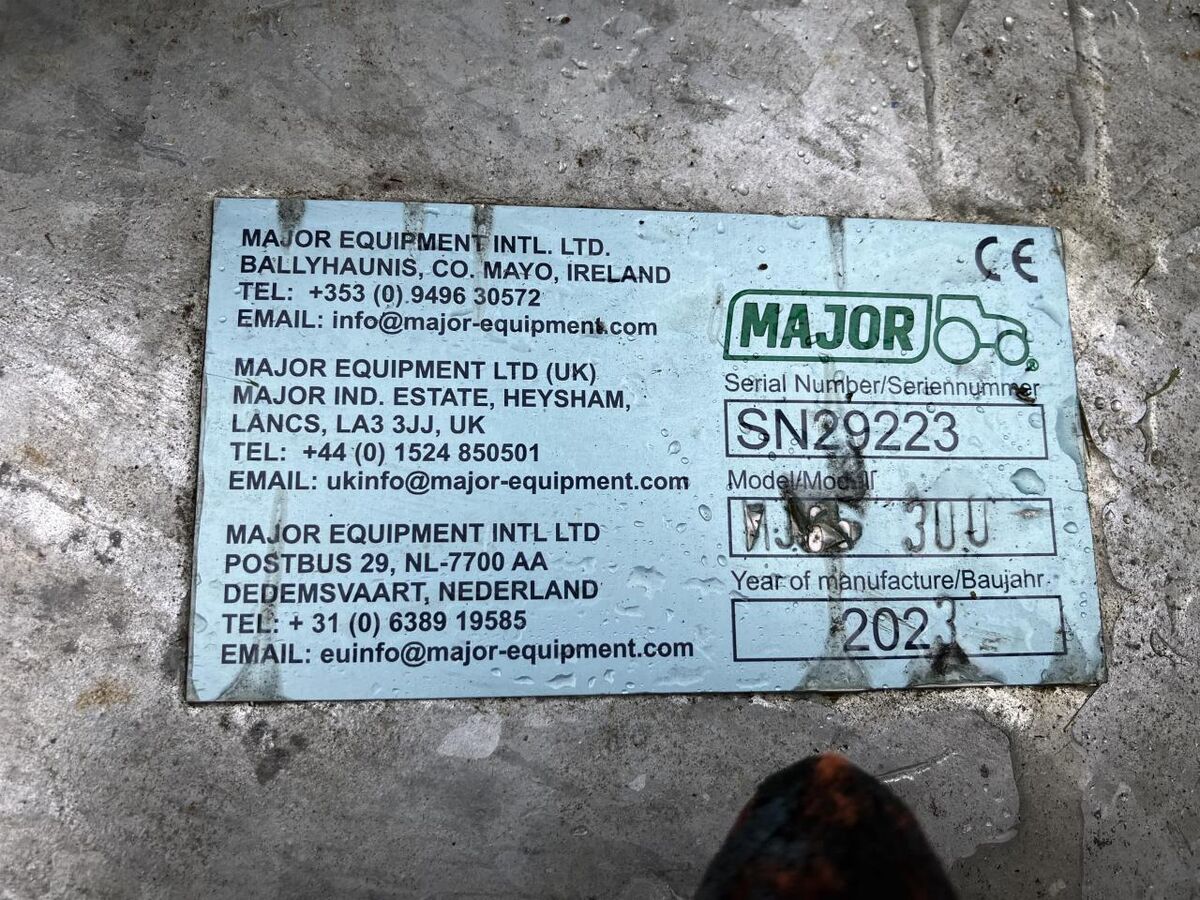 MAJOR EQUIPMENT INTL. LTD.
BALLYHAUNIS, CO. MAYO, IRELAND
TEL: +353 (0) 9496 30572
EMAIL: info@major-equipment.com
MAJOR EQUIPMENT LTD (UK)
MAJOR IND. ESTATE, HEYSHAM,
LANCS, LA3 3JJ, UK
TEL: +44 (0) 1524 850501
EMAIL: ukinfo@major-equipment.com
MAJOR EQUIPMENT INTL LTD
POSTBUS 29, NL-7700 AA
DEDEMSVAART, NEDERLAND
TEL: + 31 (0) 6389 19585
EMAIL: euinfo@major-equipment.com
CE
MAJOR
Serial Number/Seriennummer
SN29223
Model/Modell
300
Year of manufacture/Baujahr
2023